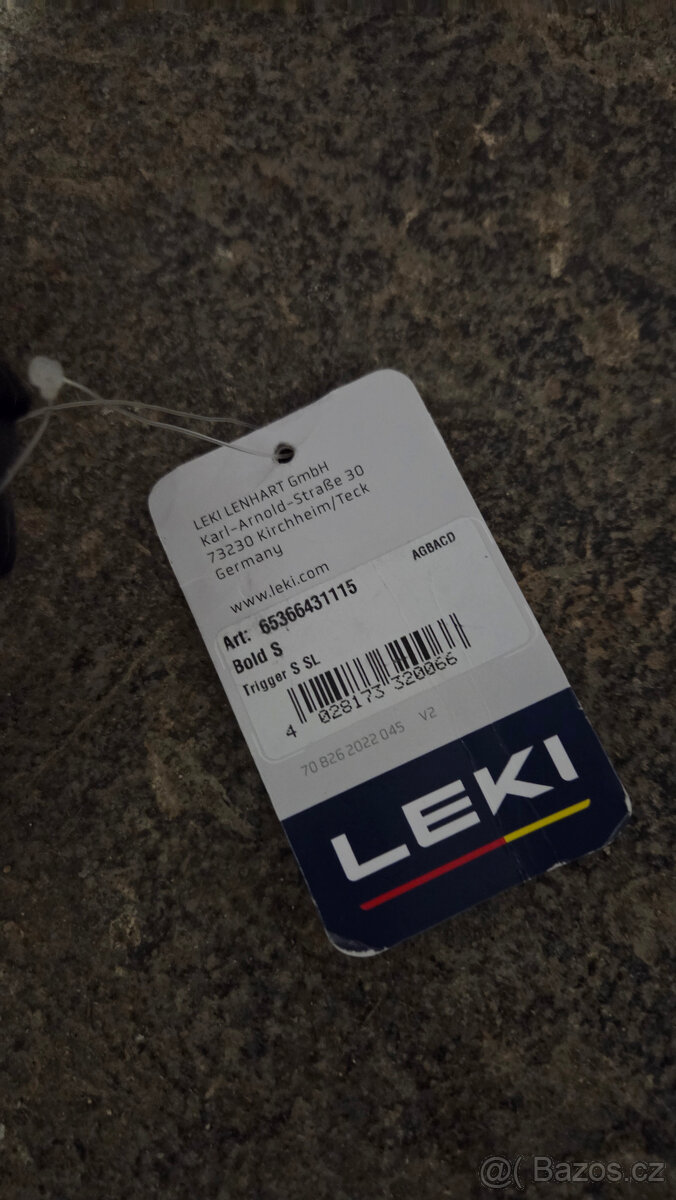 LEKI LENHART GmbH
Karl-Arnold-Straße 30
73230 Kirchheim/Teck
Germany
www.leki.com
AGBACD
Art: 65366431115
Bold S
Trigger S SL
4 028173 320066
70 826 2022 045 V2
LEKI
@( Bazos.cz